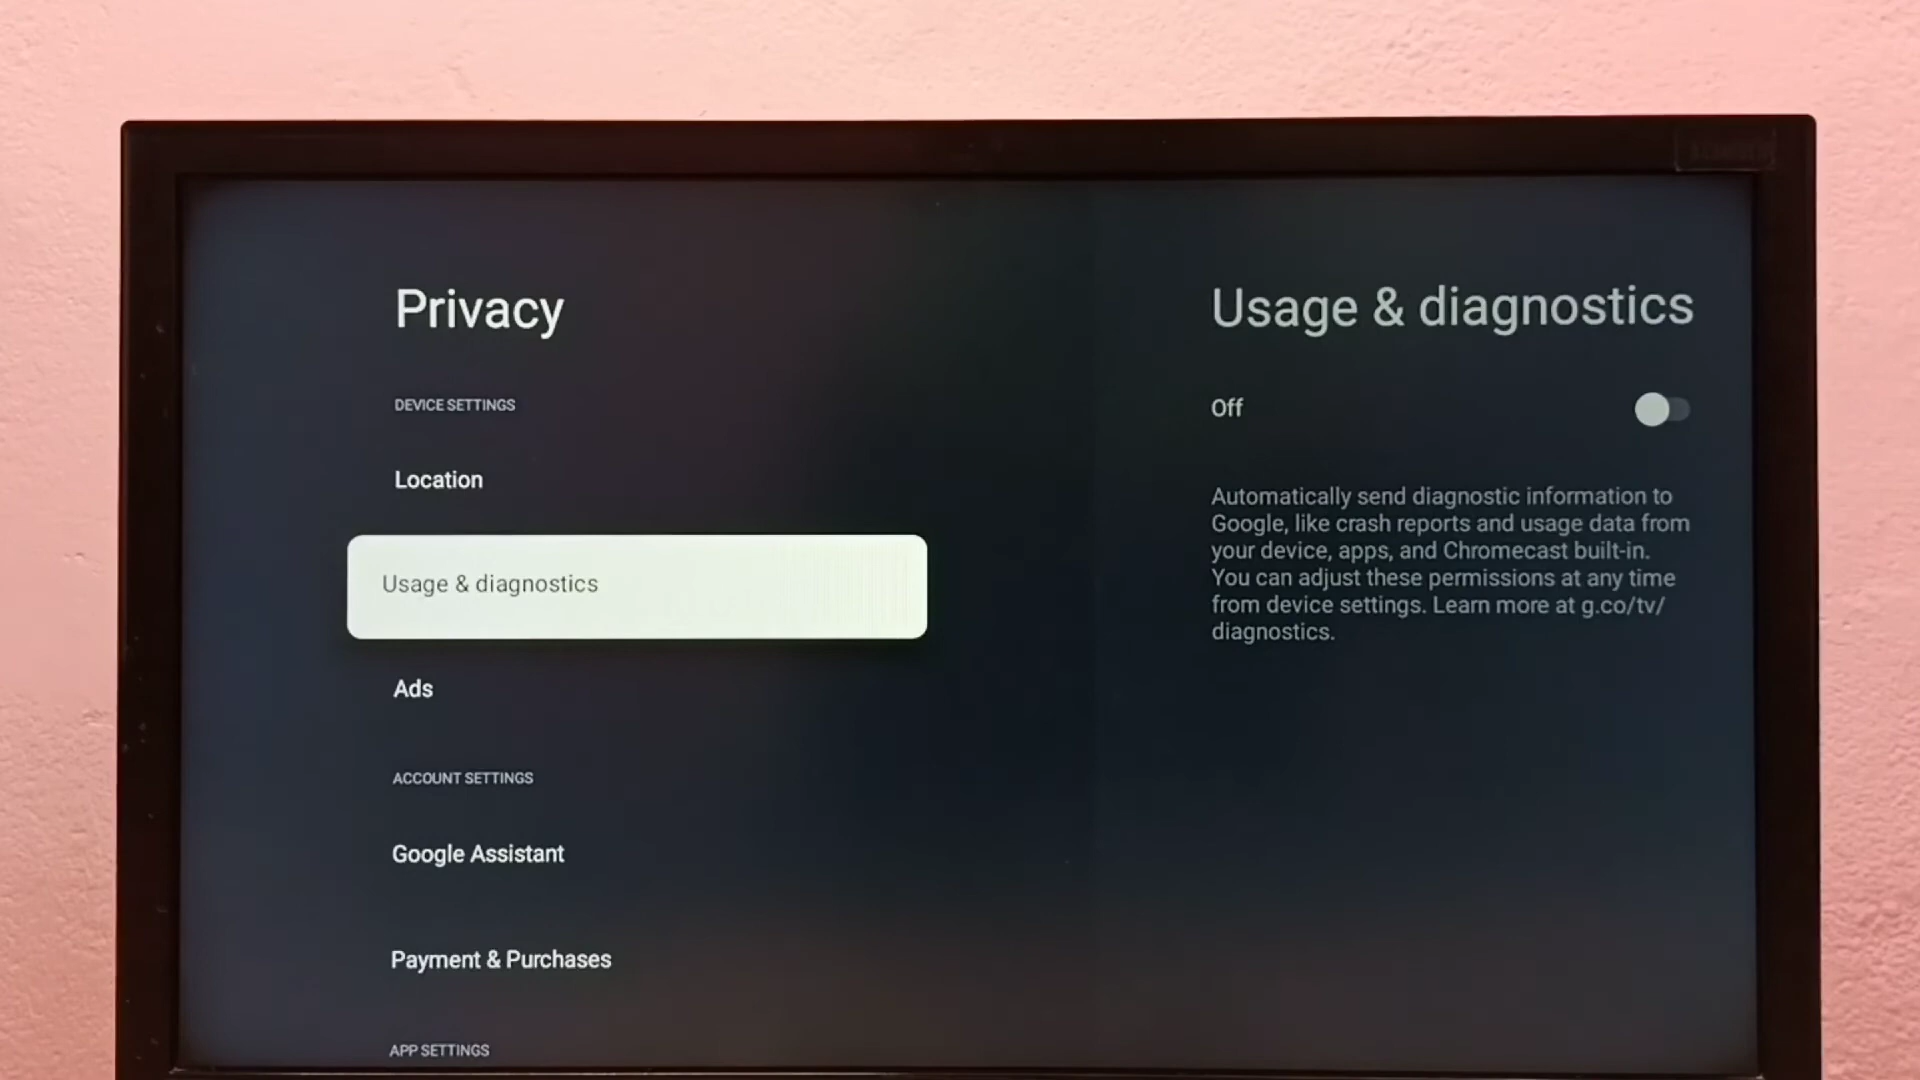 Privacy
DEVICE SETTINGS
Location
Usage & diagnostics
Ads
ACCOUNT SETTINGS
Google Assistant
Payment & Purchases
APP SETTINGS
Usage & diagnostics
Off
Automatically send diagnostic information to
Google, like crash reports and usage data from
your device, apps, and Chromecast built-in.
You can adjust these permissions at any time
from device settings. Learn more at g.co/tv/
diagnostics.